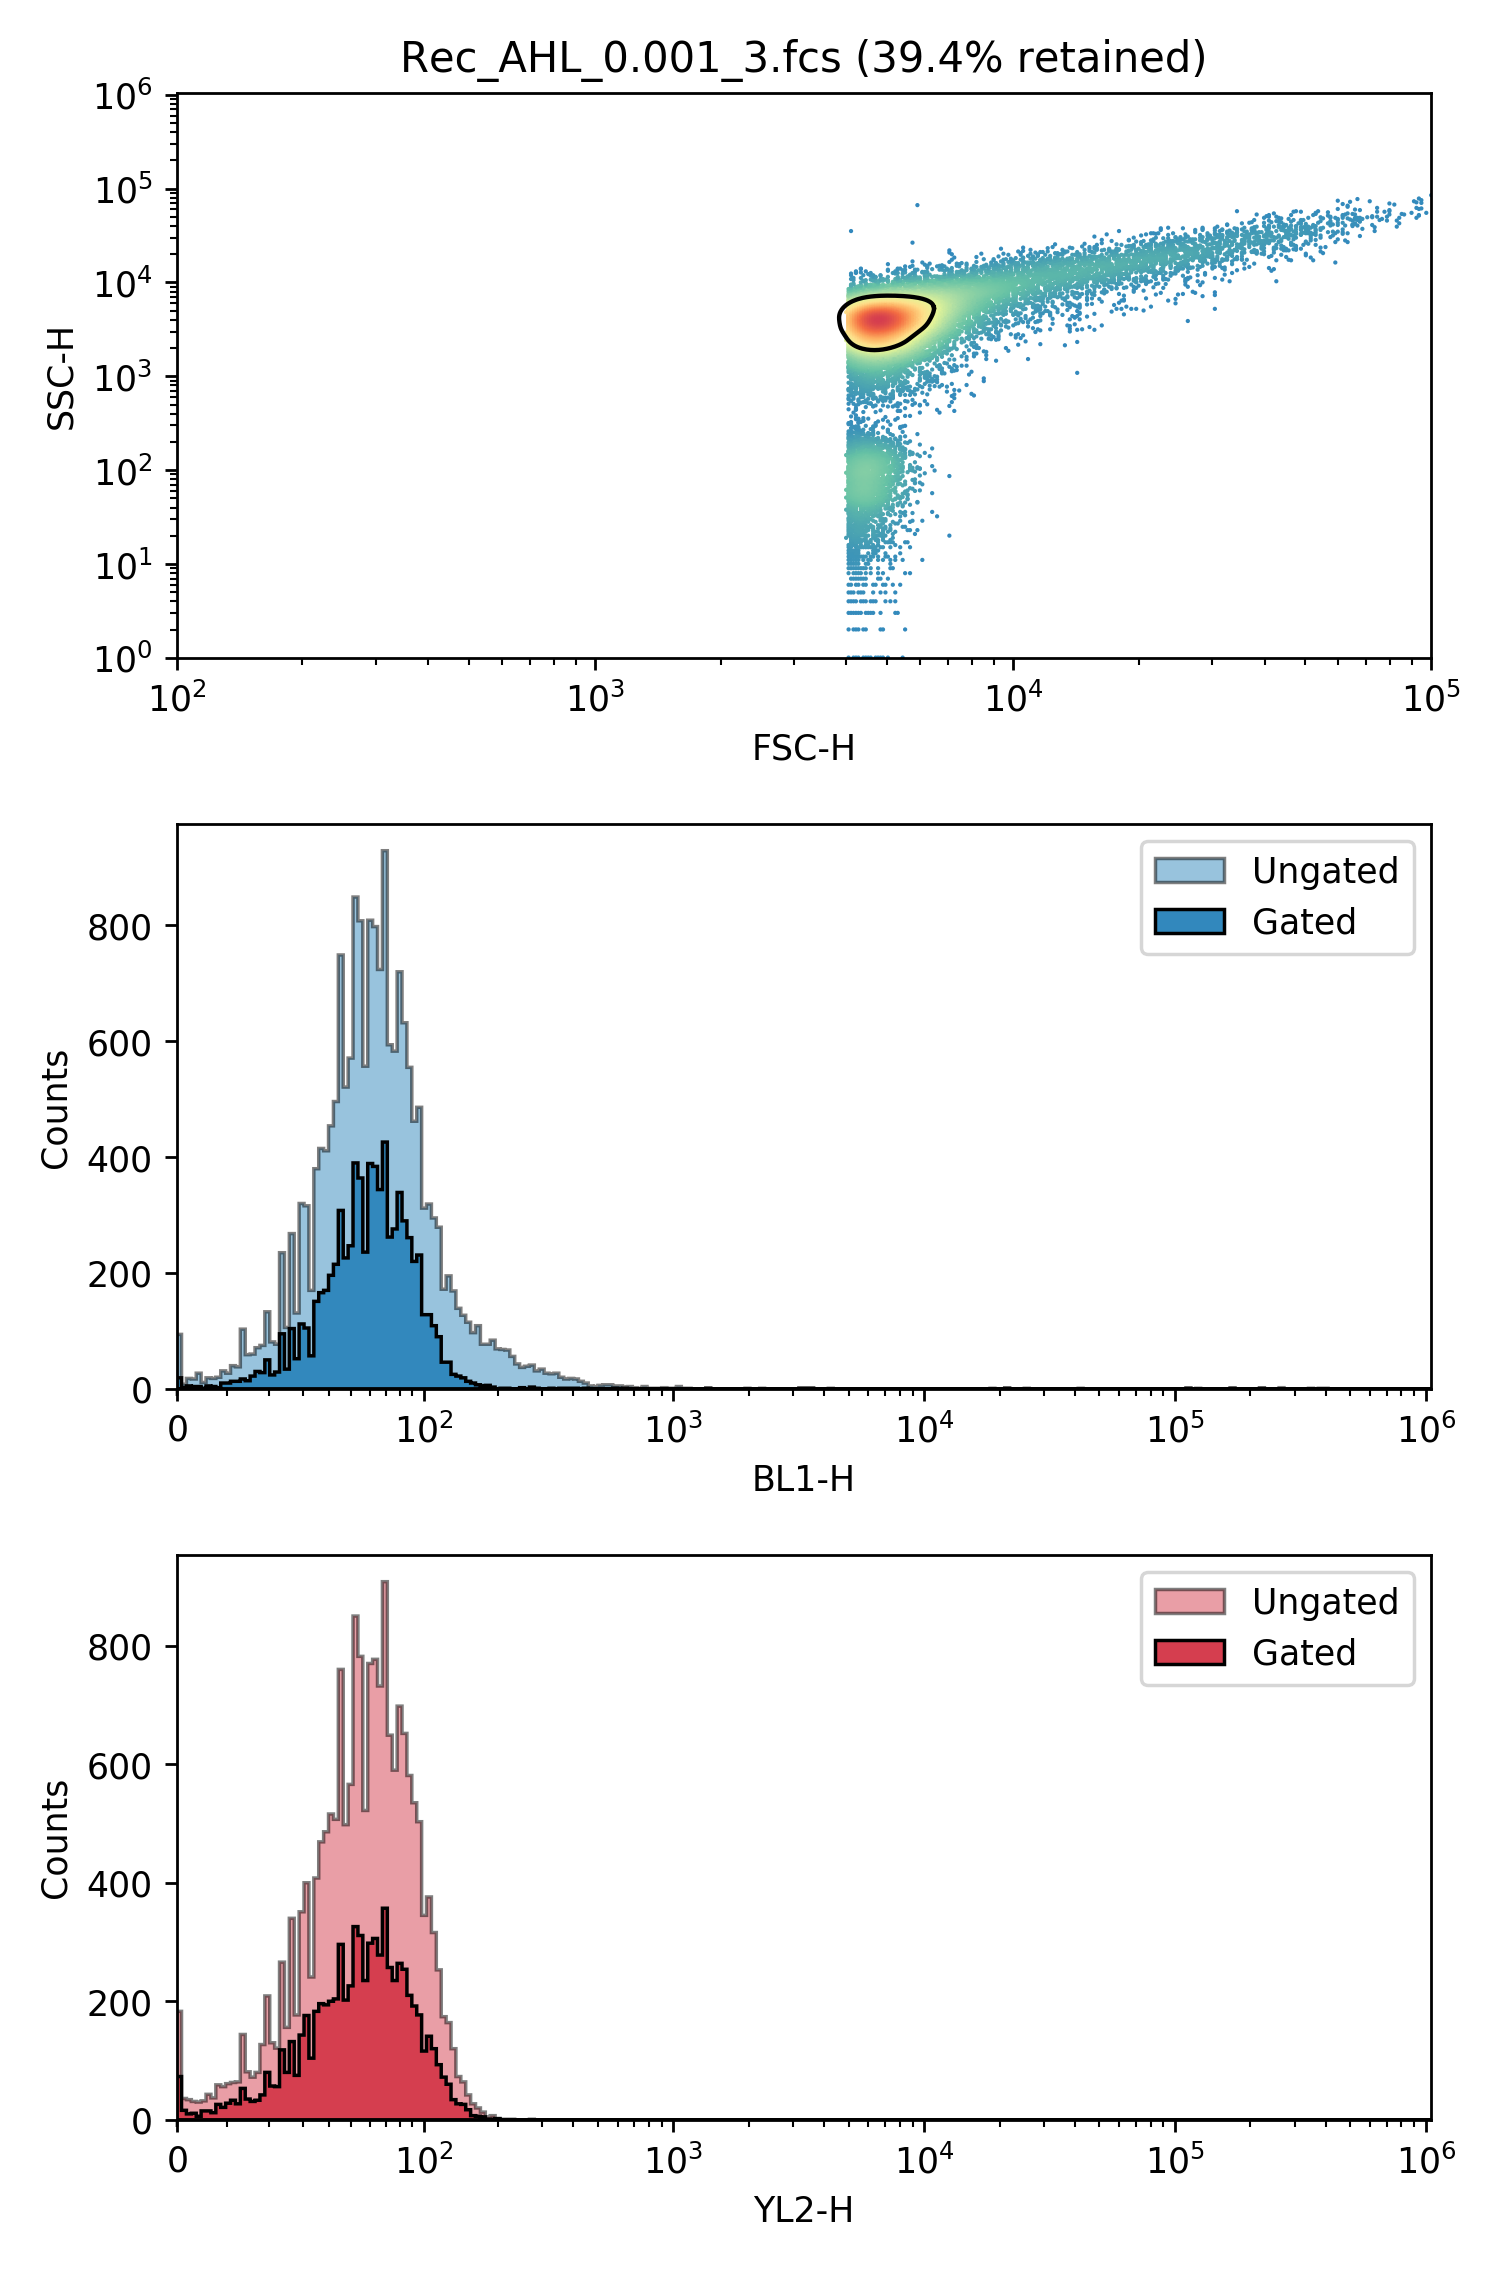 Rec_AHL_0.001_3.fcs (39.4% retained)
10⁶
10⁵
10⁴
10³
10²
10¹
10⁰
SSC-H
10² 10³ 10⁴ 10⁵
FSC-H
Ungated
Gated
800
600
400
200
0
Counts
0 10² 10³ 10⁴ 10⁵ 10⁶
BL1-H
Ungated
Gated
800
600
400
200
0
Counts
0 10² 10³ 10⁴ 10⁵ 10⁶
YL2-H